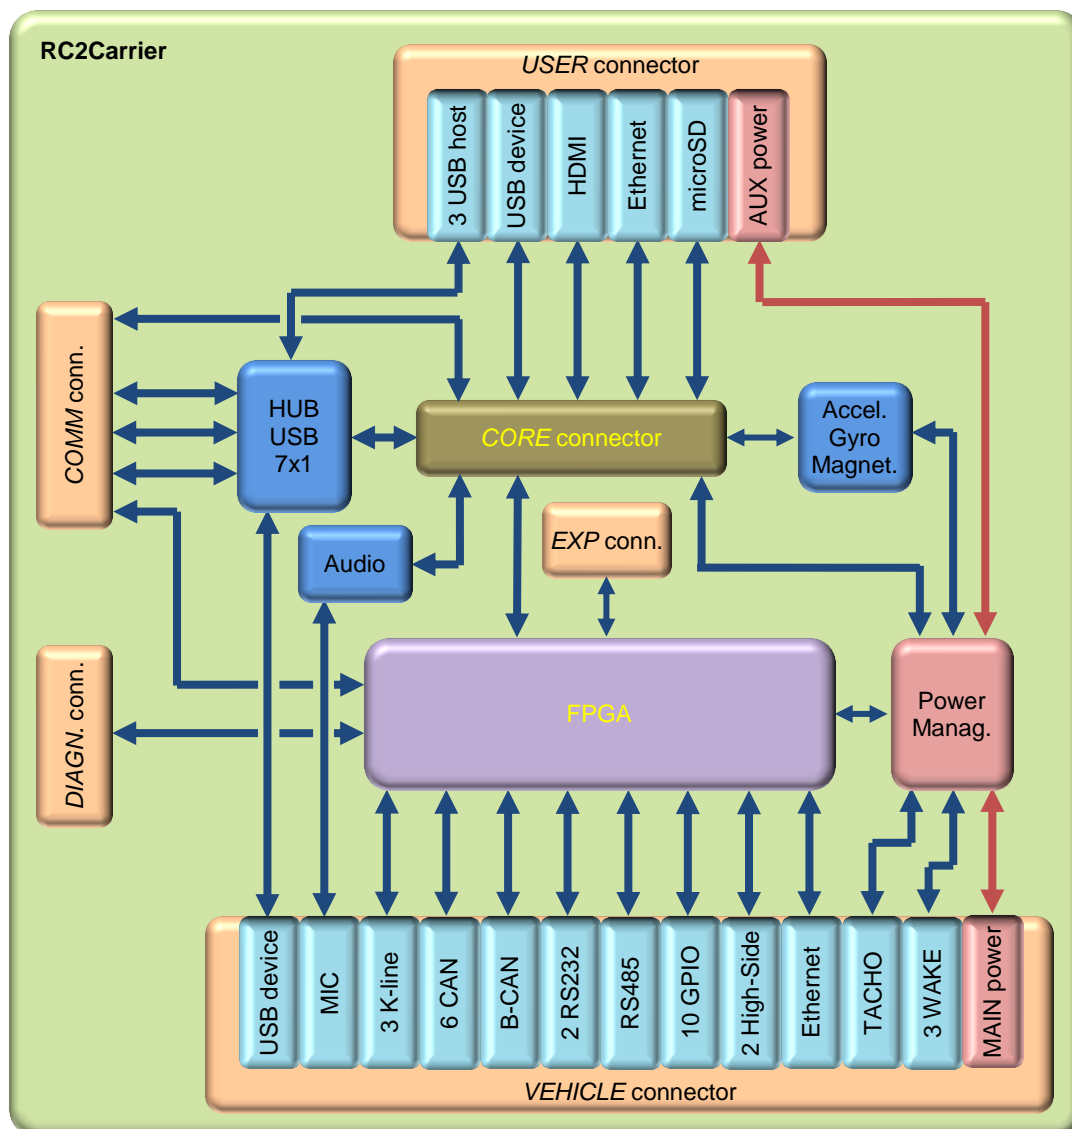 RC2Carrier
USER connector
3 USB host
USB device
HDMI
Ethernet
microSD
AUX power
COMM conn.
HUB
USB
7x1
CORE connector
Accel.
Gyro
Magnet.
EXP conn.
Audio
DIAGN. conn.
FPGA
Power
Manag.
USB device
MIC
3 K-line
6 CAN
B-CAN
2 RS232
RS485
10 GPIO
2 High-Side
Ethernet
TACHO
3 WAKE
MAIN power
VEHICLE connector